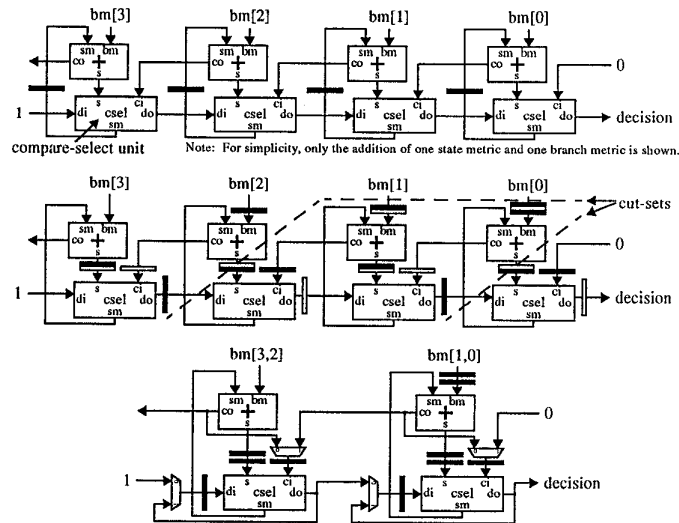 bm[3] bm[2] bm[1] bm[0]
sm bm sm bm sm bm sm bm
co + co + co + co + 0
s s s s
s ci s ci s ci s ci
1 di csel do di csel do di csel do di csel do decision
sm sm sm sm
compare-select unit
Note: For simplicity, only the addition of one state metric and one branch metric is shown.
bm[3] bm[2] bm[1] bm[0]
cut-sets
sm bm sm bm sm bm sm bm
co + co + co + co + 0
s s s s
s ci s ci s ci s ci
1 di csel do di csel do di csel do di csel do decision
sm sm sm sm
bm[3,2] bm[1,0]
sm bm sm bm
co + co + 0
s s
s ci s ci
1 di csel do di csel do decision
sm sm